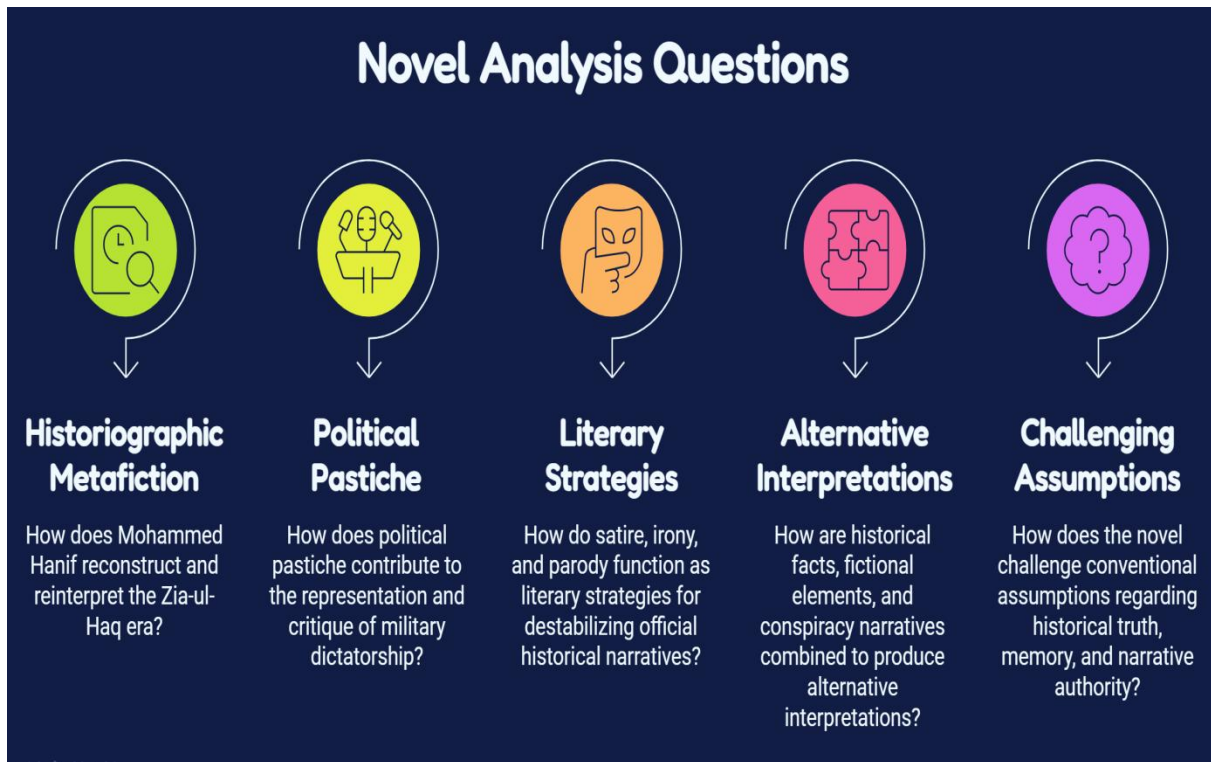 Novel Analysis Questions
Historiographic
Metafiction
How does Mohammed
Hanif reconstruct and
reinterpret the Zia-ul-
Haq era?
Political
Pastiche
How does political
pastiche contribute to
the representation and
critique of military
dictatorship?
Literary
Strategies
How do satire, irony,
and parody function as
literary strategies for
destabilizing official
historical narratives?
Alternative
Interpretations
How are historical
facts, fictional
elements, and
conspiracy narratives
combined to produce
alternative
interpretations?
Challenging
Assumptions
How does the novel
challenge conventional
assumptions regarding
historical truth,
memory, and narrative
authority?